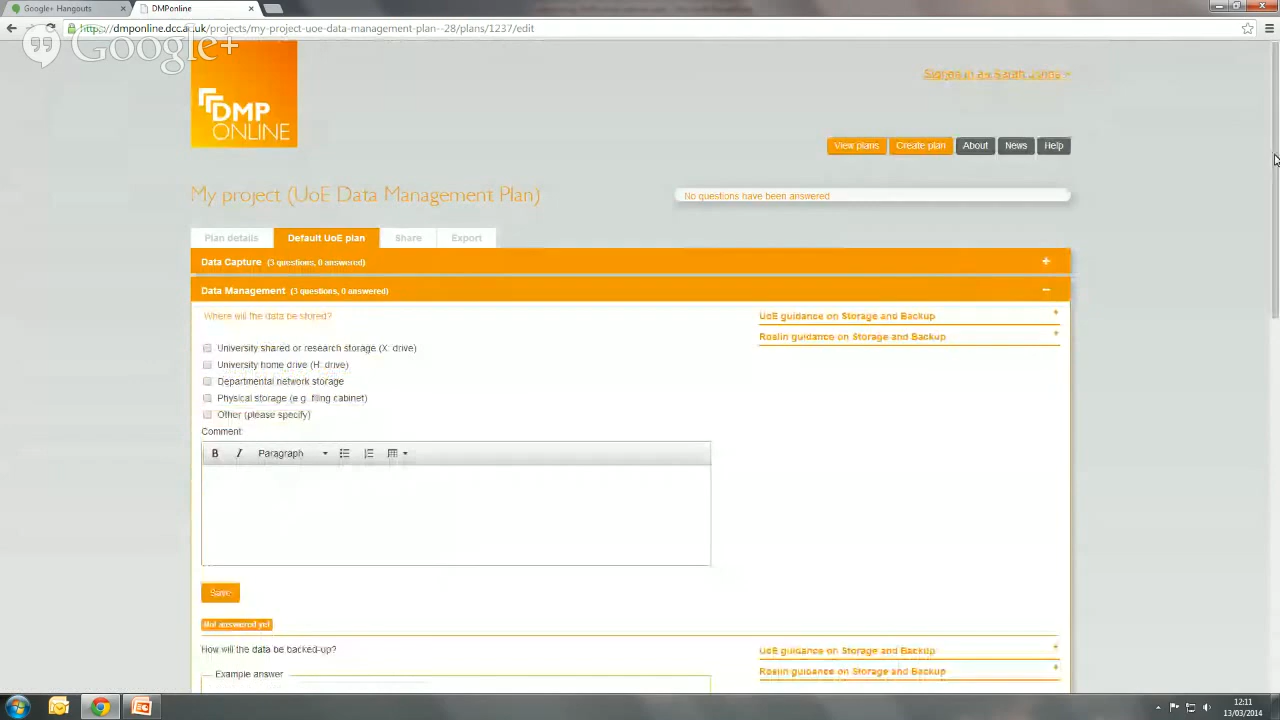 Google+ Hangouts
DMPonline
https://dmponline.dcc.ac.uk/projects/my-project-uoe-data-management-plan--28/plans/1237/edit
Google+
DMP
ONLINE
Signed in as Sarah Jones
View plans
Create plan
About
News
Help
My project (UoE Data Management Plan)
No questions have been answered
Plan details
Default UoE plan
Share
Export
Data Capture (3 questions, 0 answered)
+
Data Management (3 questions, 0 answered)
−
Where will the data be stored?
UoE guidance on Storage and Backup
Roslin guidance on Storage and Backup
University shared or research storage (X: drive)
University home drive (H: drive)
Departmental network storage
Physical storage (e.g. filing cabinet)
Other (please specify)
Comment:
B I Paragraph
Save
Not answered yet
How will the data be backed-up?
UoE guidance on Storage and Backup
Example answer
Roslin guidance on Storage and Backup
12:11
13/03/2014